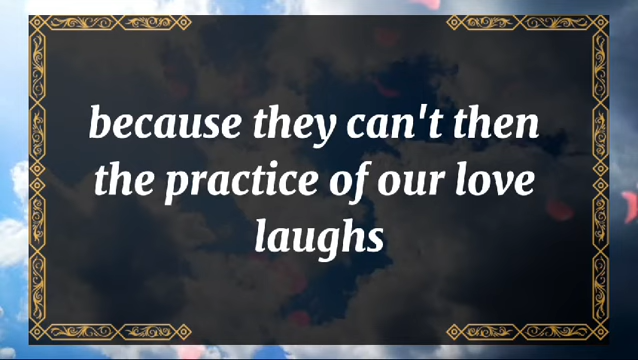 because they can't then
the practice of our love
laughs